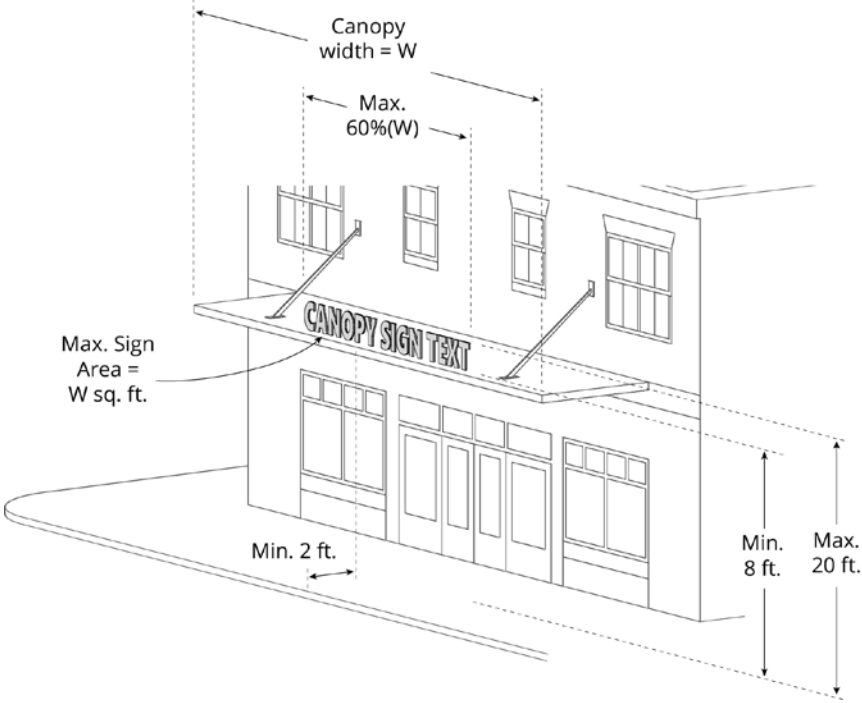 Canopy
width = W
Max.
60%(W)
CANOPY SIGN TEXT
Max. Sign
Area =
W sq. ft.
Min. 2 ft.
Min.
8 ft.
Max.
20 ft.